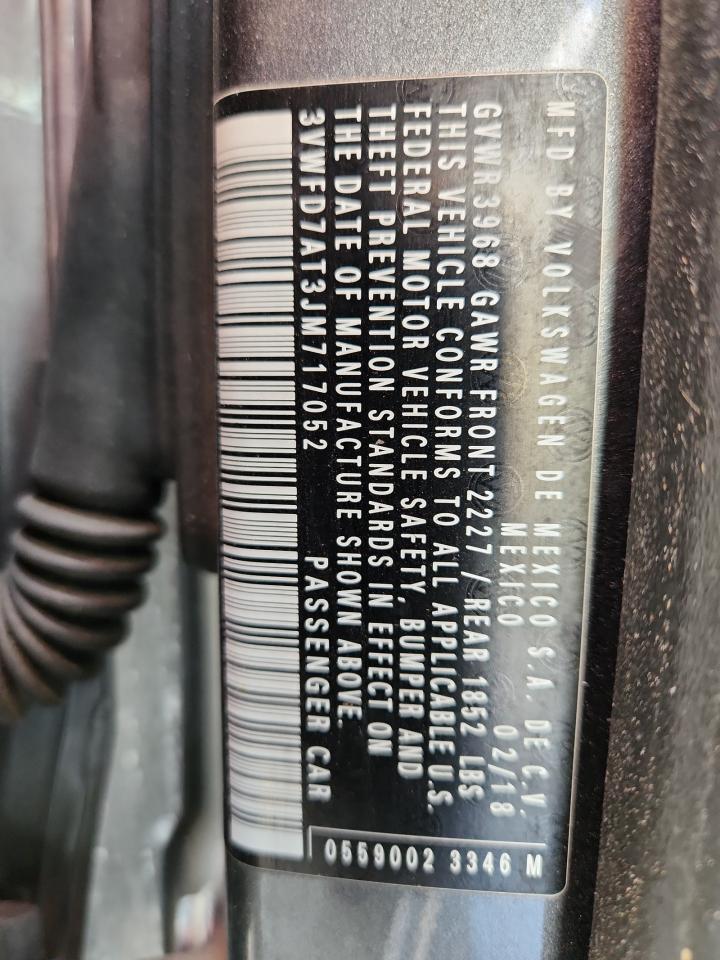 MFD BY VOLKSWAGEN DE MEXICO S.A. DE C.V.
MEXICO 02/18
MEXICO
GVWR 3968 GAWR FRONT 2227 / REAR 1852 LBS
THIS VEHICLE CONFORMS TO ALL APPLICABLE U.S.
FEDERAL MOTOR VEHICLE SAFETY, BUMPER AND
THEFT PREVENTION STANDARDS IN EFFECT ON
THE DATE OF MANUFACTURE SHOWN ABOVE.
3VWFD7AT3JM717052 PASSENGER CAR
0559002 3346 M